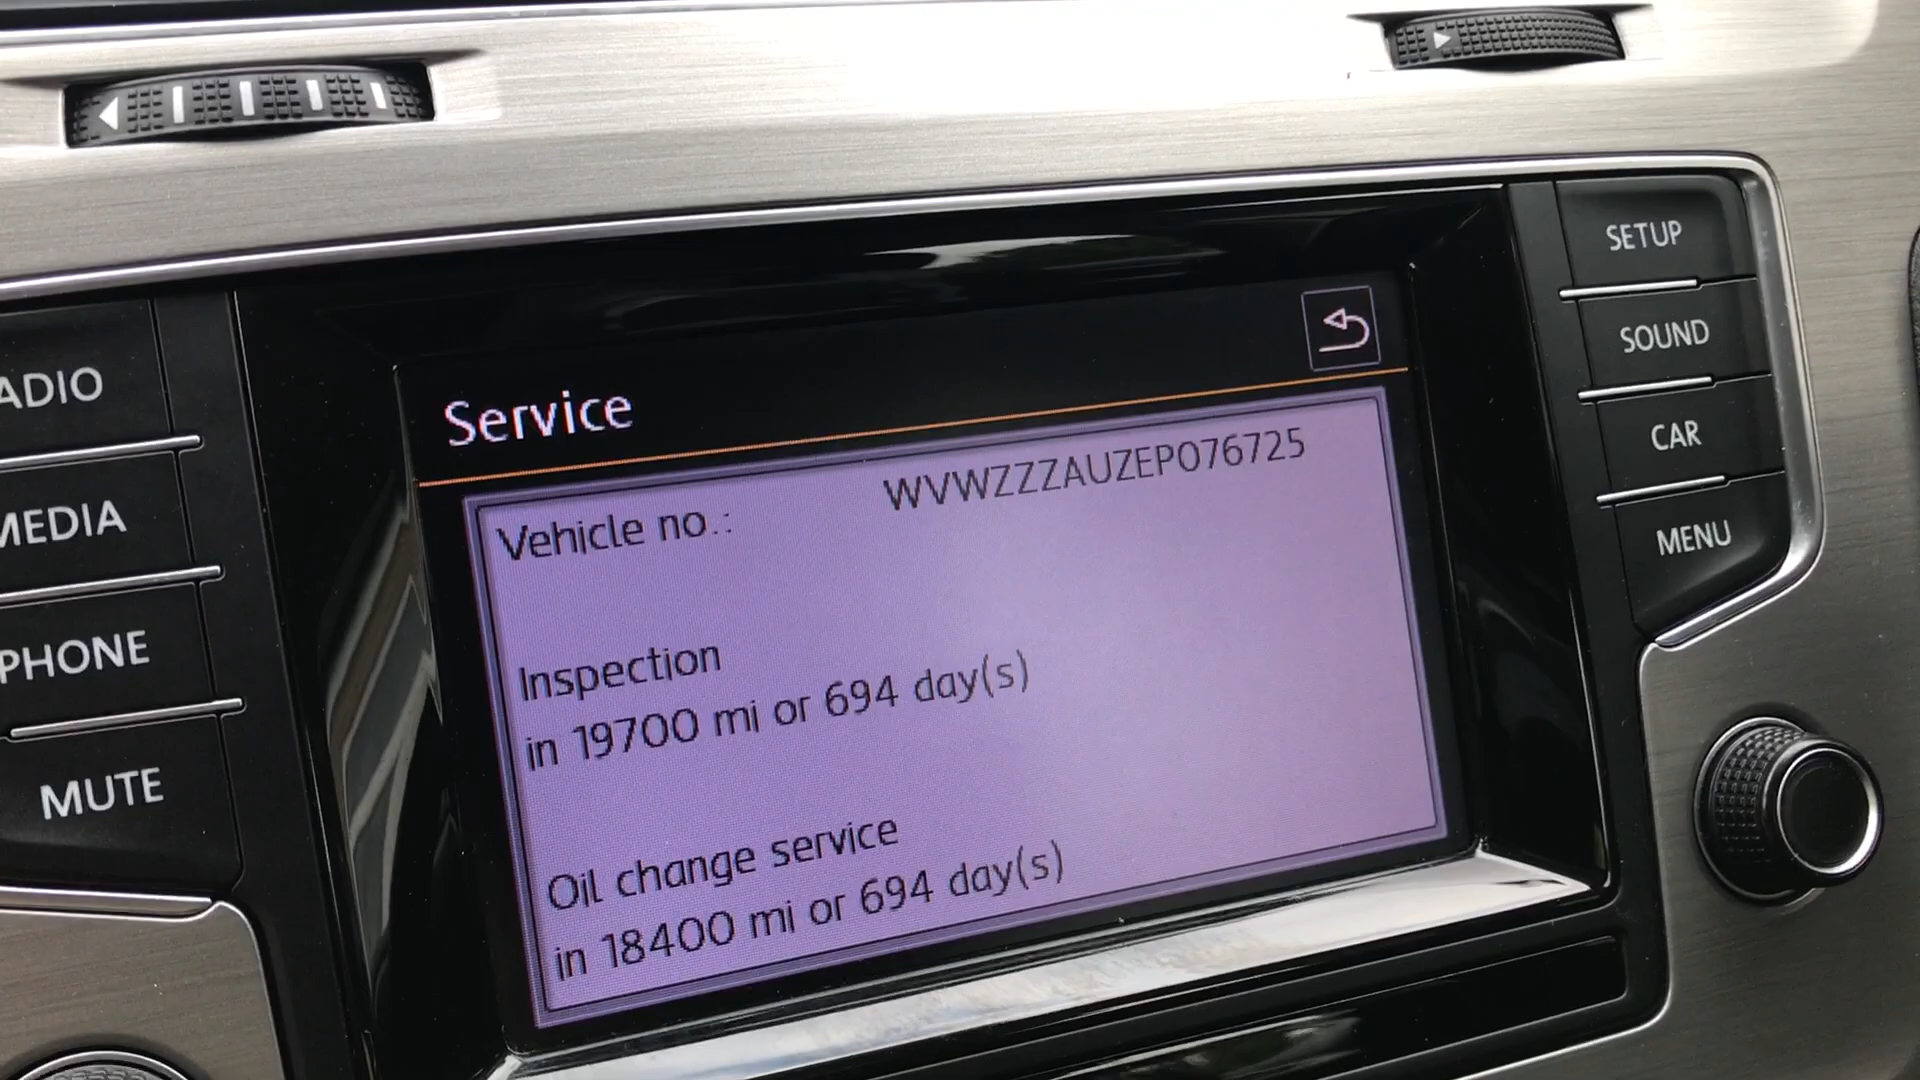 SETUP
SOUND
CAR
MENU
ADIO
MEDIA
PHONE
MUTE
Service
Vehicle no.: WVWZZZAUZEP076725
Inspection
in 19700 mi or 694 day(s)
Oil change service
in 18400 mi or 694 day(s)